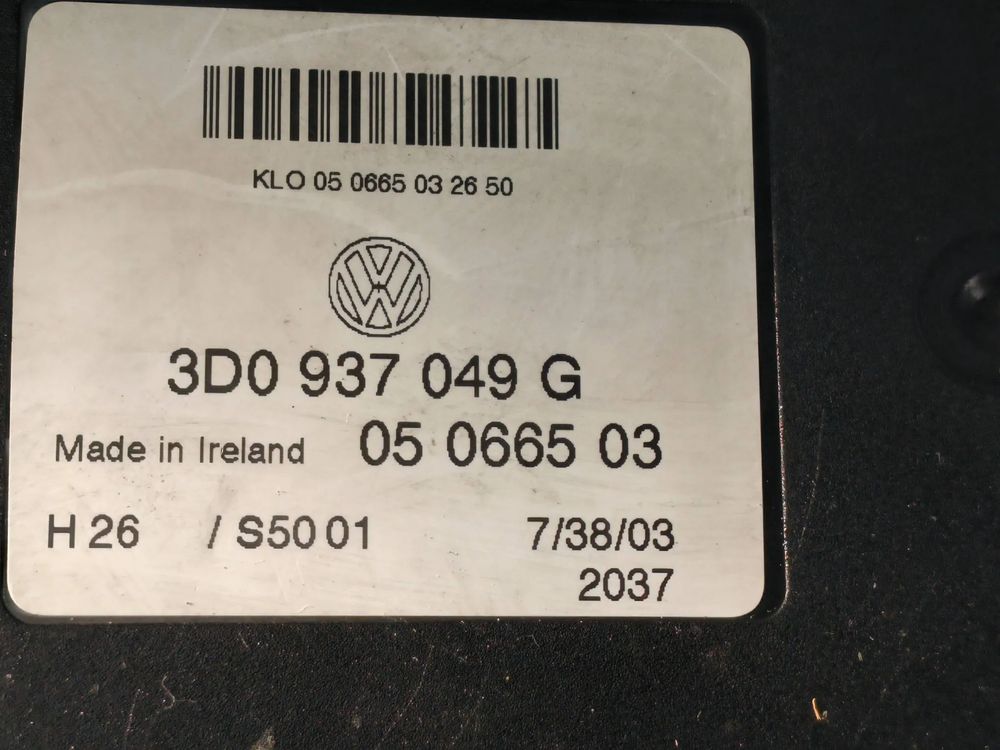 KLO 05 0665 03 26 50
3D0 937 049 G
Made in Ireland 05 0665 03
H 26 / S50 01 7/38/03
2037